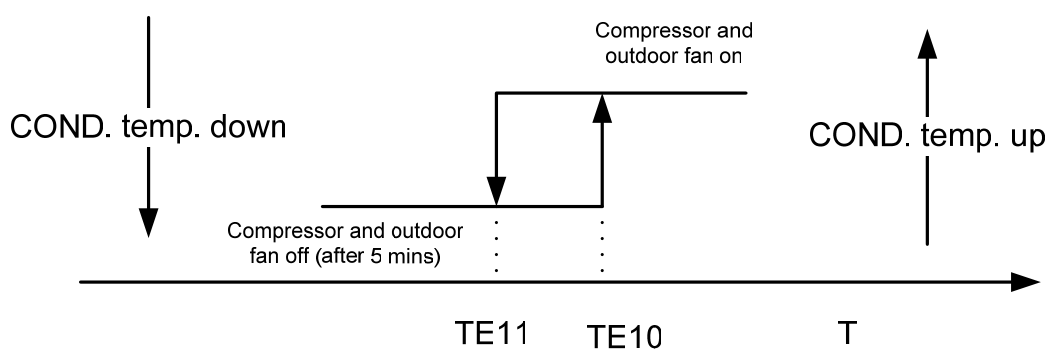 Compressor and
outdoor fan on
COND. temp. down
COND. temp. up
Compressor and outdoor
fan off (after 5 mins)
TE11
TE10
T